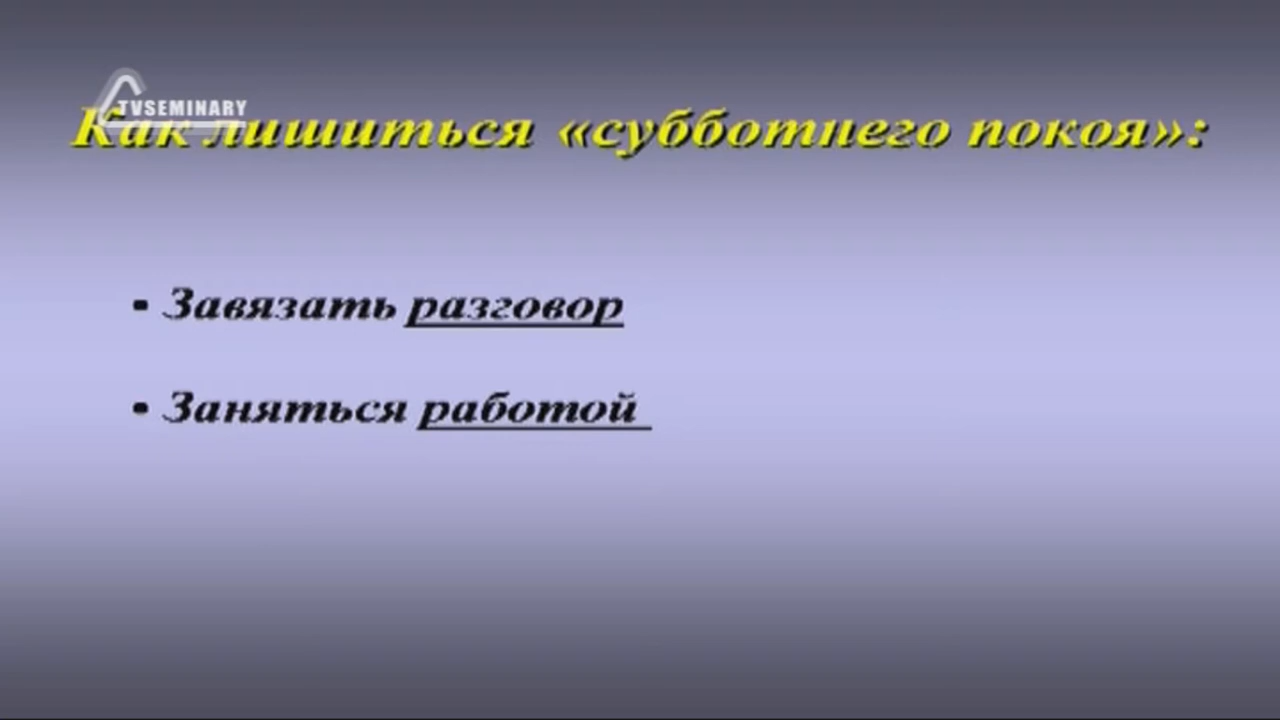 TVSEMINARY
Как лишиться «субботнего покоя»:
▪ Завязать разговор
▪ Заняться работой